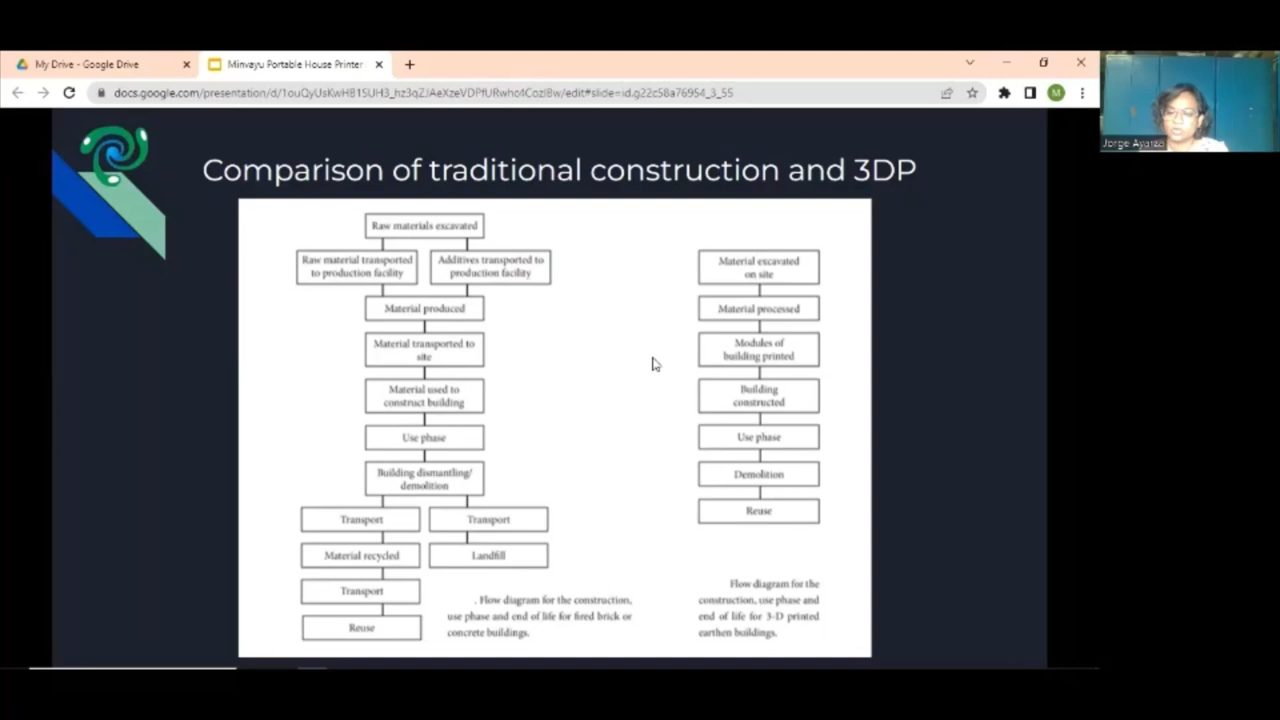 My Drive - Google Drive
Minvayu Portable House Printer
docs.google.com/presentation/d/1ouQyUsKwHB1SUH3_hz3qZJAeXzeVDPfURwho4CozIBw/edit#slide=id.g22c58a76954_3_55
M
Jorge Ayarza
Comparison of traditional construction and 3DP
Raw materials excavated
Raw material transported
to production facility
Additives transported to
production facility
Material produced
Material transported to
site
Material used to
construct building
Use phase
Building dismantling/
demolition
Transport
Transport
Material recycled
Landfill
Transport
Reuse
. Flow diagram for the construction,
use phase and end of life for fired brick or
concrete buildings.
Material excavated
on site
Material processed
Modules of
building printed
Building
constructed
Use phase
Demolition
Reuse
Flow diagram for the
construction, use phase and
end of life for 3-D printed
earthen buildings.